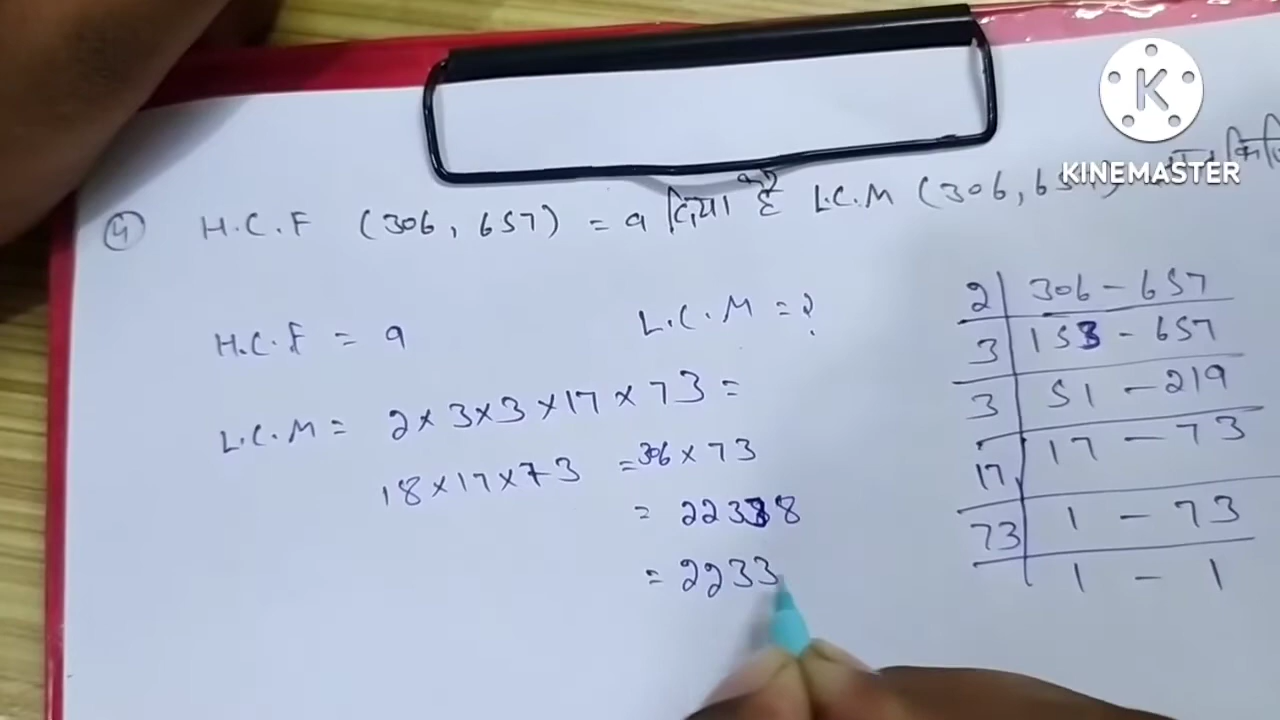 ④ H.C.F (306, 657) = 9 दिया है L.C.M (306, 657)
KINEMASTER
H.C.F = 9 L.C.M = ?
L.C.M = 2 × 3 × 3 × 17 × 73 =
18 × 17 × 73 = 306 × 73
= 22338
= 2233
2 | 306 - 657
3 | 153 - 657
3 | 51 - 219
17 | 17 - 73
73 | 1 - 73
1 - 1